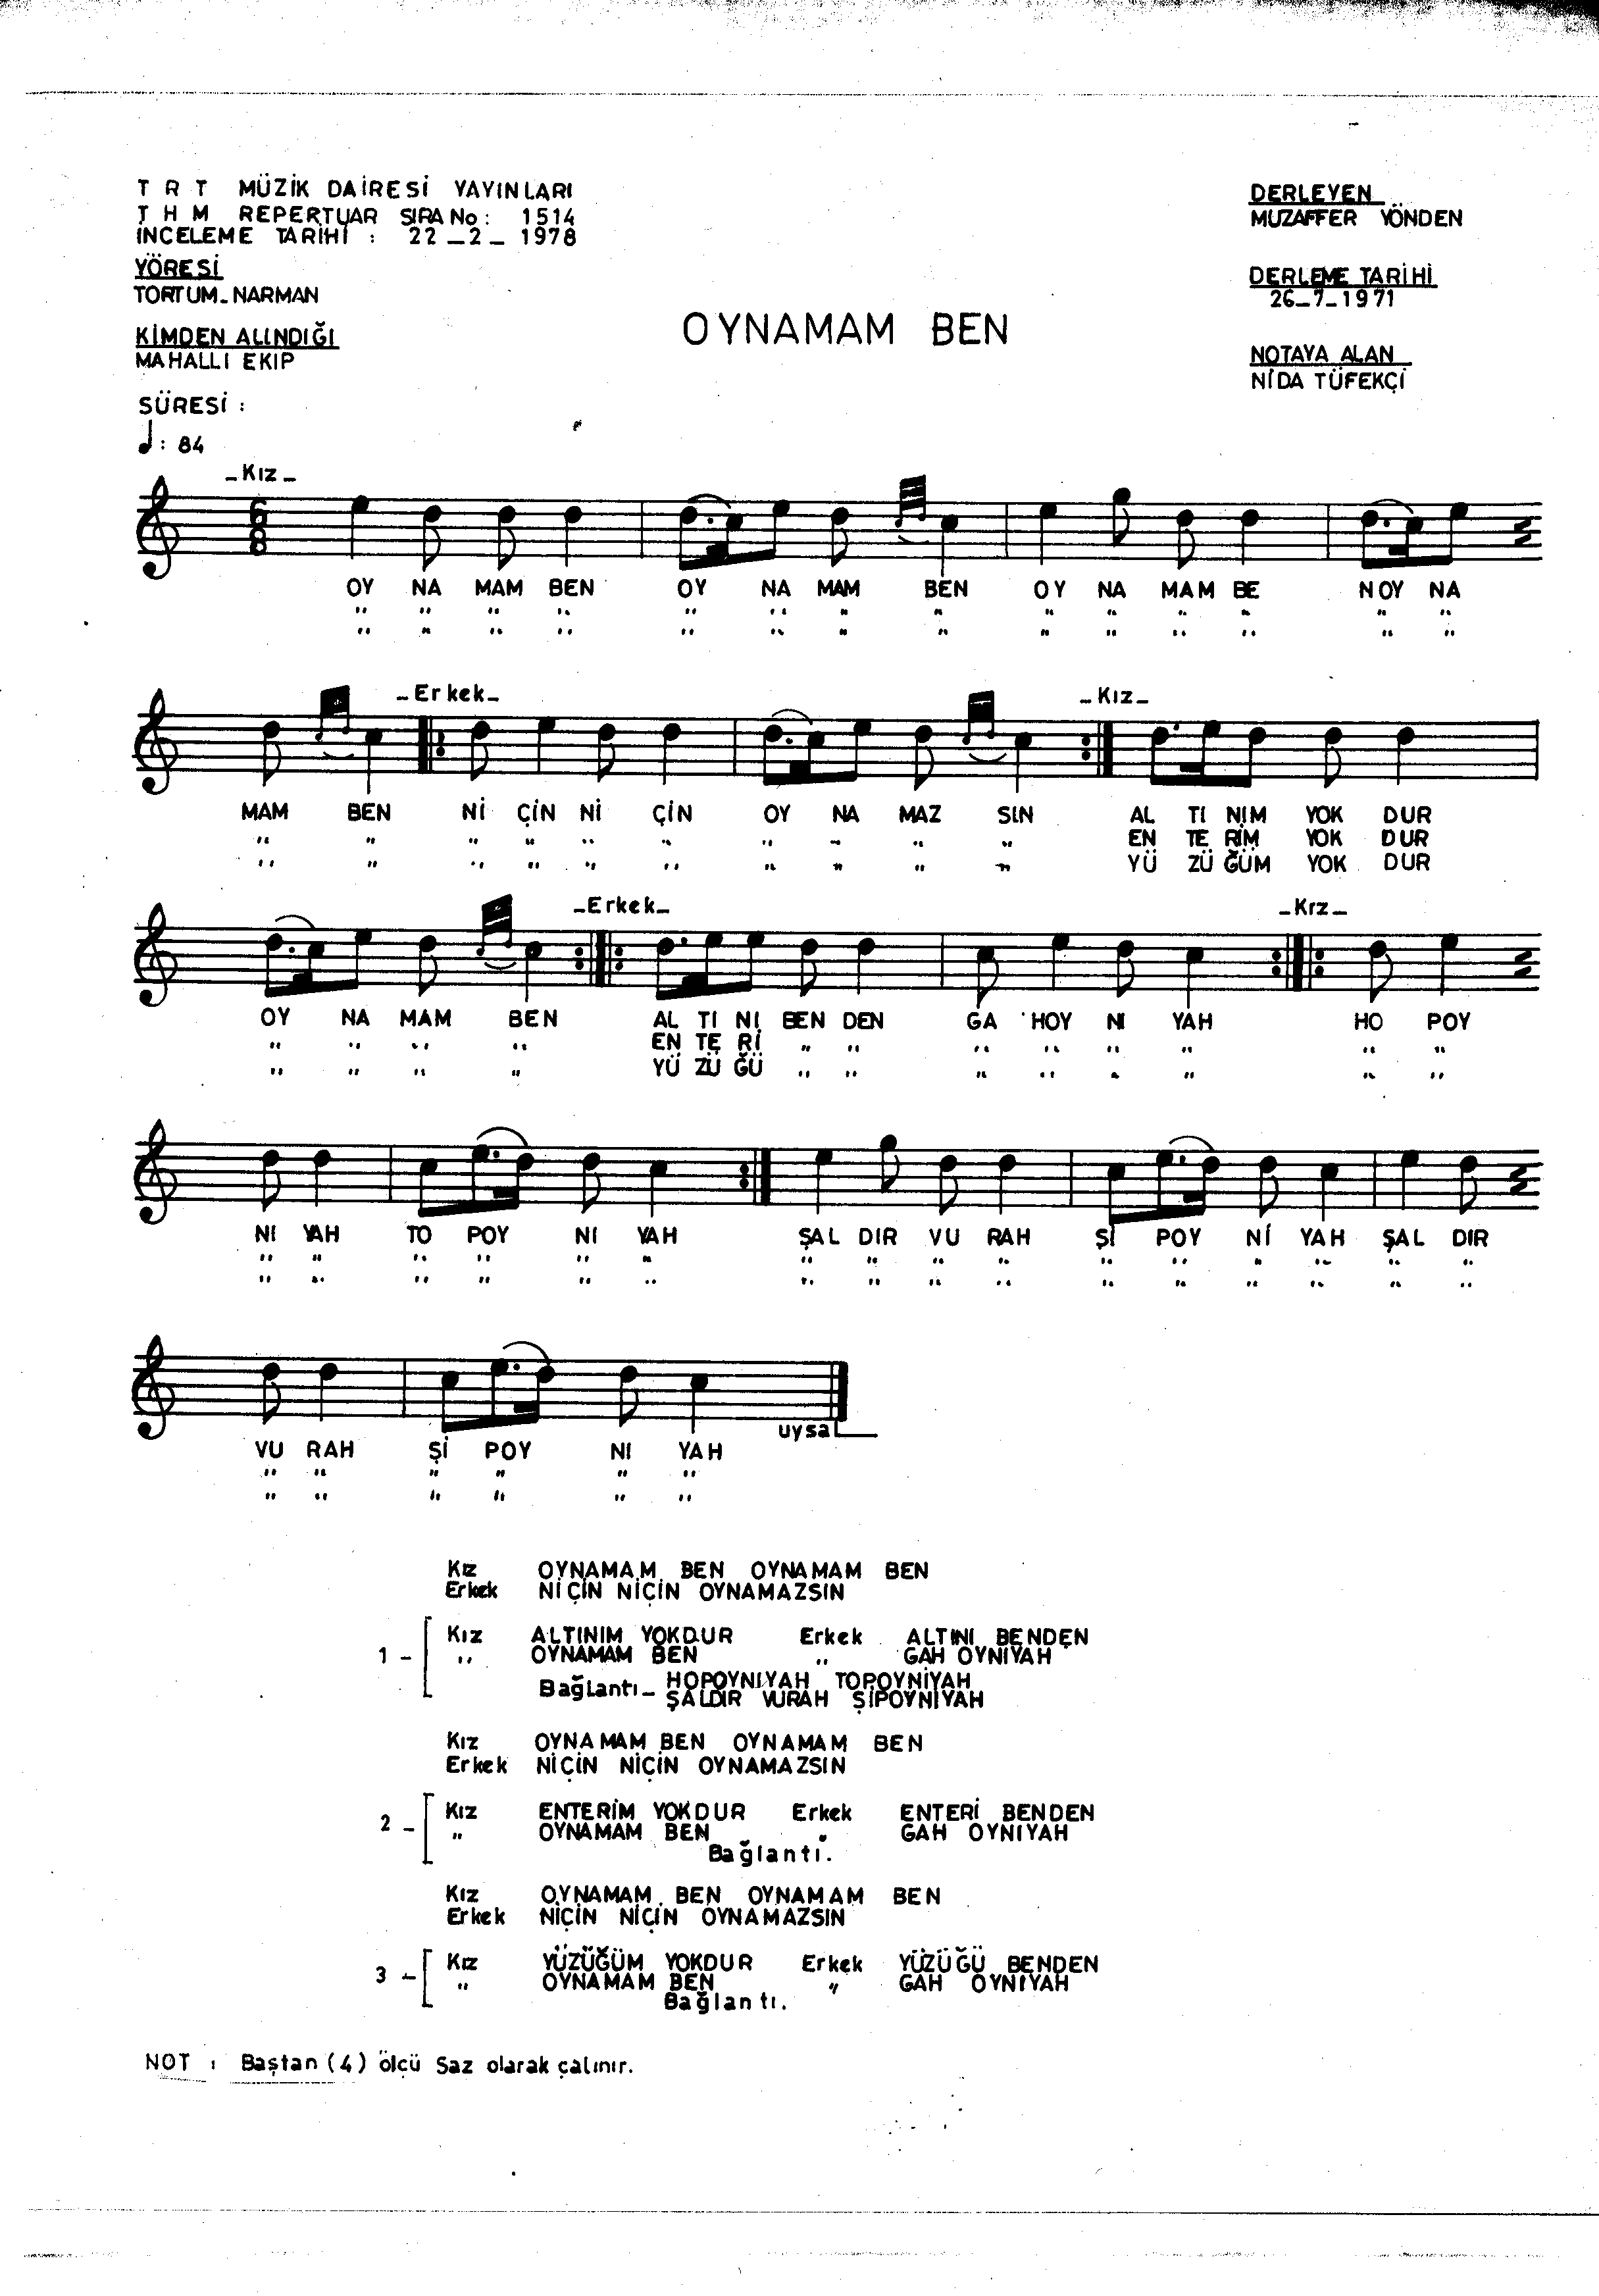 T R T MÜZİK DAİRESİ YAYINLARI
T H M REPERTUAR SIRA No : 1514
İNCELEME TARİHİ : 22_2_1978
YÖRESİ
TORTUM_NARMAN
KİMDEN ALINDIĞI
MAHALLI EKIP
SÜRESİ :
: 84
DERLEYEN
MUZAFFER YÖNDEN
DERLEME TARİHİ
26_7_1971
NOTAYA ALAN
NİDA TÜFEKÇİ
OYNAMAM BEN
_Kız_
6
8
OY NA MAM BEN OY NA MAM BEN OY NA MAM BE NOY NA
" " " " " " " " " " " " " "
" " " " " " " " " " " " " "
_Erkek_ _Kız_
MAM BEN Nİ ÇİN Nİ ÇİN OY NA MAZ SIN AL TI NIM YOK DUR
" " " " " " " " " " EN TE RİM YOK DUR
" " " " " " " " " " YÜ ZÜ ĞÜM YOK DUR
_Erkek_ _Kız_
OY NA MAM BEN AL TI NI BEN DEN GA HOY NI YAH HO POY
" " " " EN TE Rİ " " " " " " " "
" " " " YÜ ZÜ ĞÜ " " " " " " " "
NI YAH TO POY NI YAH ŞAL DIR VU RAH Şİ POY Nİ YAH ŞAL DIR
" " " " " " " " " " " " " " " "
" " " " " " " " " " " " " " " "
uysal
VU RAH Şİ POY NI YAH
" " " " " "
" " " " " "
Kız OYNAMAM BEN OYNAMAM BEN
Erkek NİÇİN NİÇİN OYNAMAZSIN
1 _ Kız ALTINIM YOKDUR Erkek ALTINI BENDEN
" OYNAMAM BEN " GAH OYNIYAH
Bağlantı_ HOPOYNIYAH TOPOYNİYAH
ŞALDIR VURAH ŞİPOYNİYAH
Kız OYNAMAM BEN OYNAMAM BEN
Erkek NİÇİN NİÇİN OYNAMAZSIN
2 _ Kız ENTERİM YOKDUR Erkek ENTERİ BENDEN
" OYNAMAM BEN " GAH OYNIYAH
Bağlantı.
Kız OYNAMAM BEN OYNAMAM BEN
Erkek NİÇİN NİÇİN OYNAMAZSIN
3 _ Kız YÜZÜĞÜM YOKDUR Erkek YÜZÜĞÜ BENDEN
" OYNAMAM BEN " GAH OYNIYAH
Bağlantı.
NOT : Baştan (4) ölçü Saz olarak çalınır.